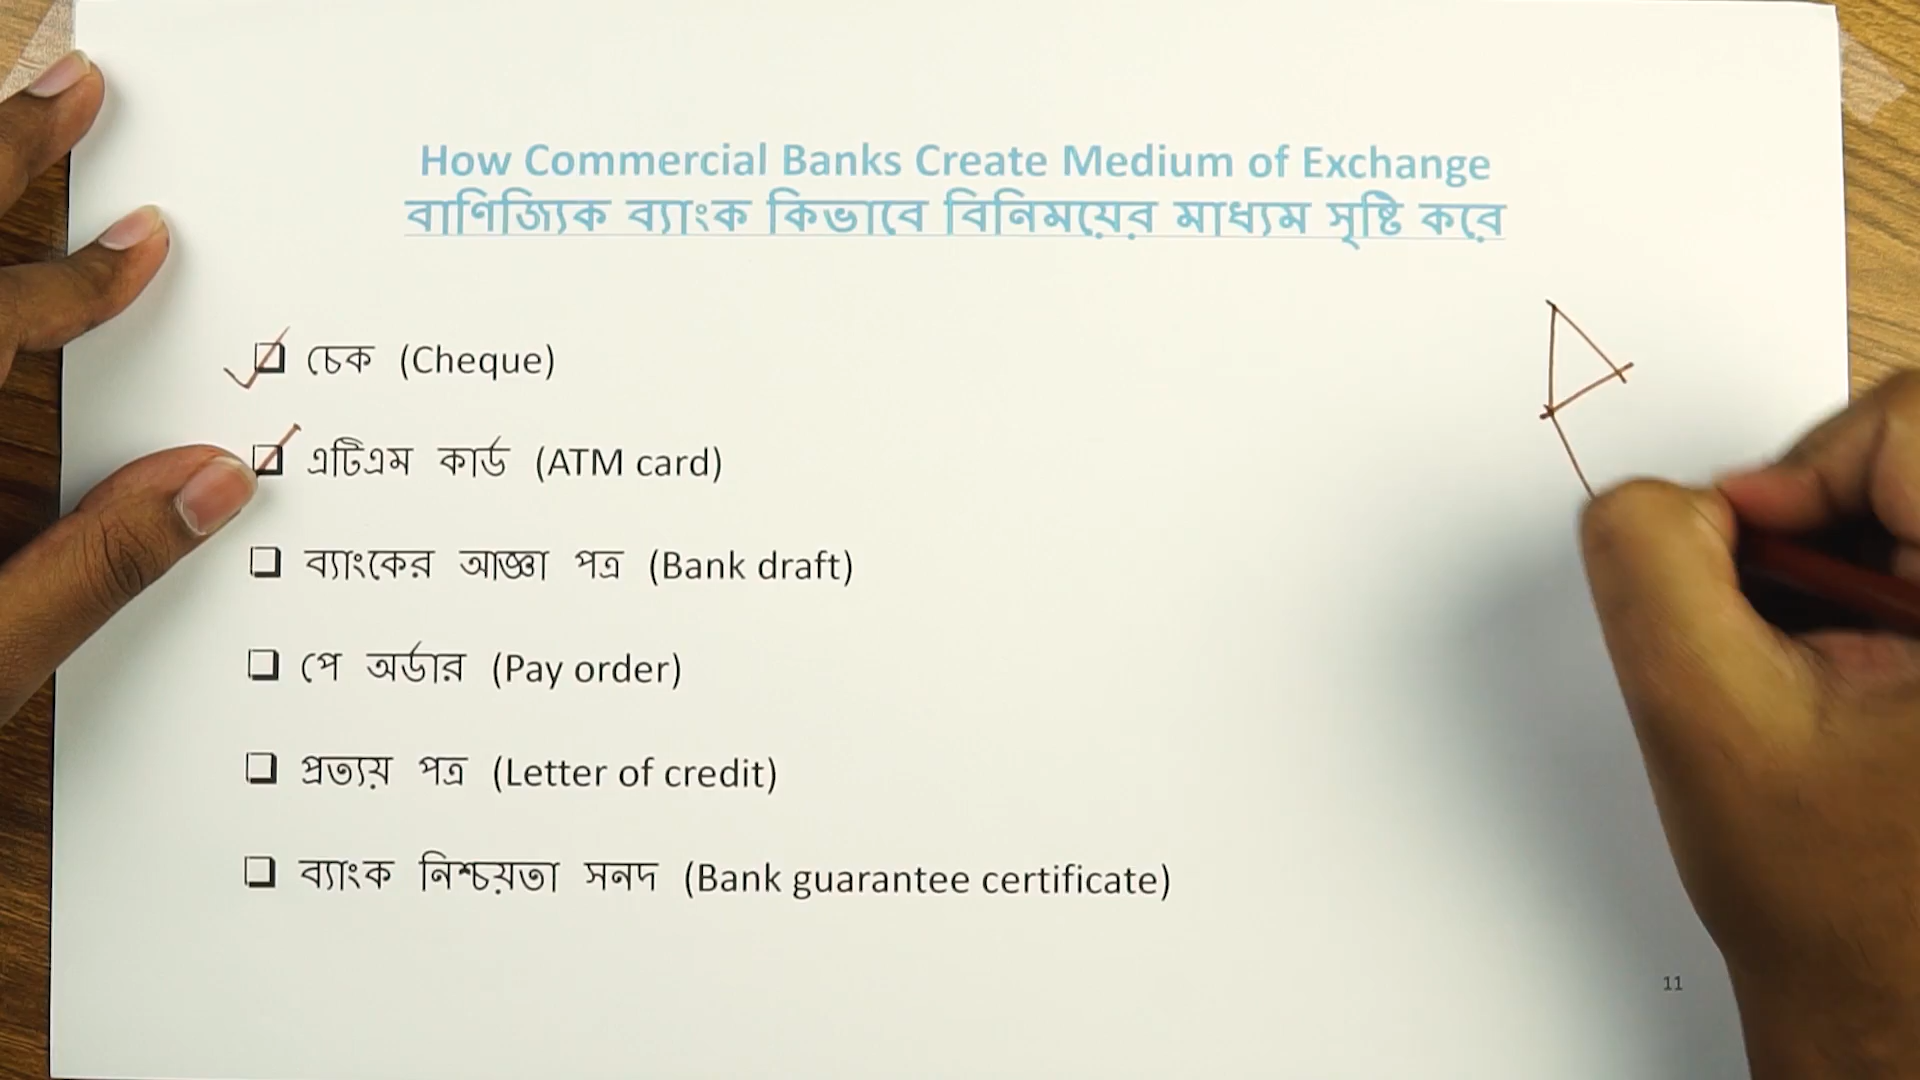 How Commercial Banks Create Medium of Exchange
বাণিজ্যিক ব্যাংক কিভাবে বিনিময়ের মাধ্যম সৃষ্টি করে
চেক (Cheque)
এটিএম কার্ড (ATM card)
ব্যাংকের আজ্ঞা পত্র (Bank draft)
পে অর্ডার (Pay order)
প্রত্যয় পত্র (Letter of credit)
ব্যাংক নিশ্চয়তা সনদ (Bank guarantee certificate)
11